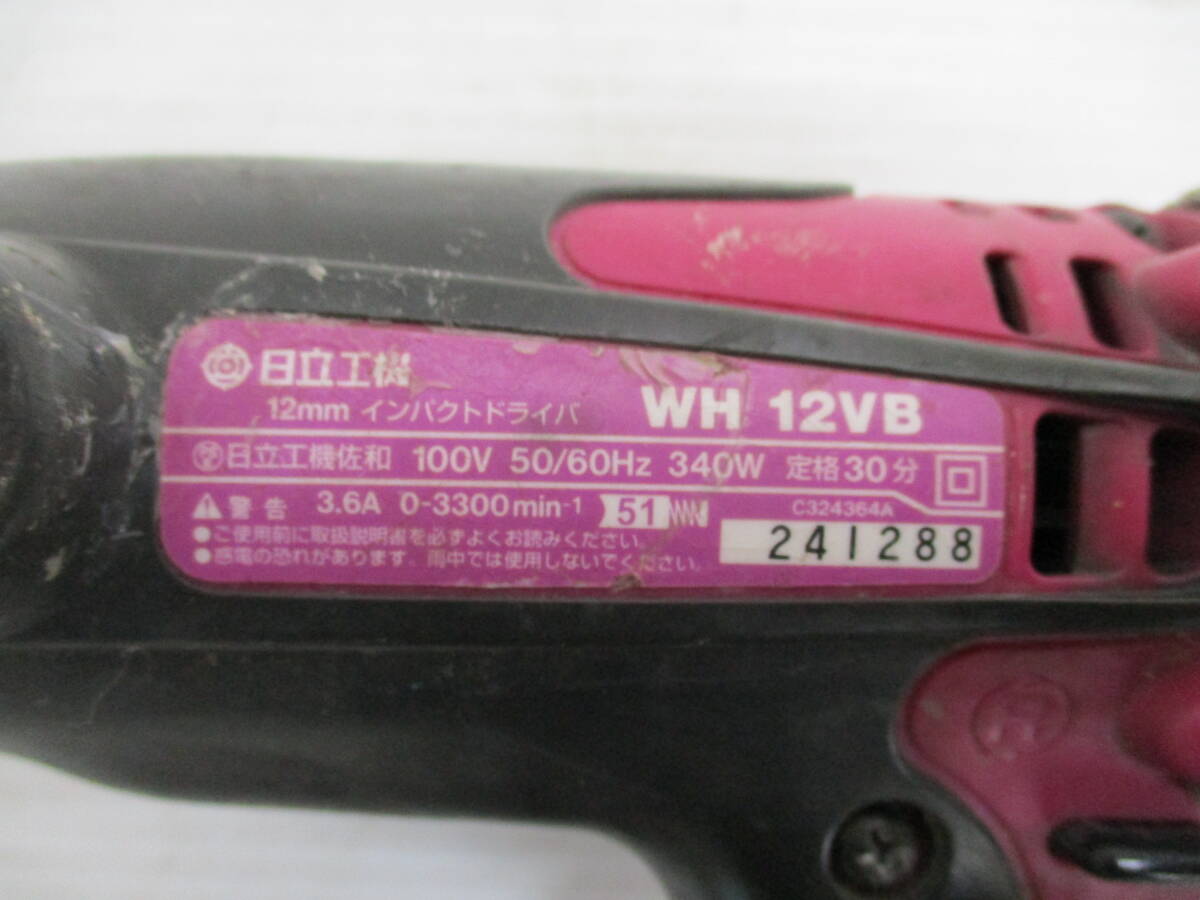 日立工機
12mm インパクトドライバ WH 12VB
日立工機佐和 100V 50/60Hz 340W 定格30分
警告 3.6A 0-3300min-1 51 C324364A
●ご使用前に取扱説明書を必ずよくお読みください。
●感電の恐れがあります。雨中では使用しないでください。
241288